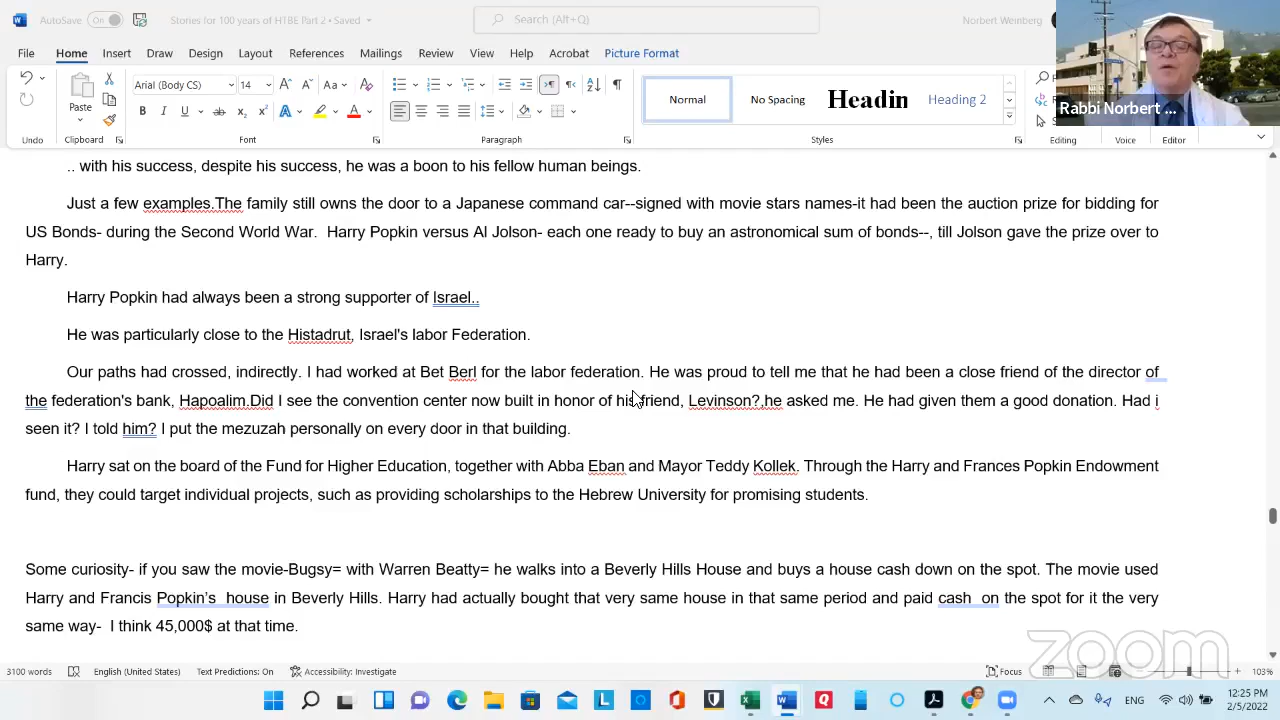 AutoSave
Off
Stories for 100 years of HTBE Part 2 • Saved
Search (Alt+Q)
Norbert Weinberg
File Home Insert Draw Design Layout References Mailings Review View Help Acrobat Picture Format
Arial (Body CS) 14
Paste
Normal
No Spacing
Headin
Heading 2
Undo Clipboard Font Paragraph Styles Editing Voice Editor
Rabbi Norbert ...
.. with his success, despite his success, he was a boon to his fellow human beings.
Just a few examples.The family still owns the door to a Japanese command car--signed with movie stars names-it had been the auction prize for bidding for
US Bonds- during the Second World War. Harry Popkin versus Al Jolson- each one ready to buy an astronomical sum of bonds--, till Jolson gave the prize over to
Harry.
Harry Popkin had always been a strong supporter of Israel..
He was particularly close to the Histadrut, Israel's labor Federation.
Our paths had crossed, indirectly. I had worked at Bet Berl for the labor federation. He was proud to tell me that he had been a close friend of the director of
the federation's bank, Hapoalim.Did I see the convention center now built in honor of his friend, Levinson?,he asked me. He had given them a good donation. Had i
seen it? I told him? I put the mezuzah personally on every door in that building.
Harry sat on the board of the Fund for Higher Education, together with Abba Eban and Mayor Teddy Kollek. Through the Harry and Frances Popkin Endowment
fund, they could target individual projects, such as providing scholarships to the Hebrew University for promising students.
Some curiosity- if you saw the movie-Bugsy= with Warren Beatty= he walks into a Beverly Hills House and buys a house cash down on the spot. The movie used
Harry and Francis Popkin's house in Beverly Hills. Harry had actually bought that very same house in that same period and paid cash on the spot for it the very
same way- I think 45,000$ at that time.
zoom
3100 words English (United States) Text Predictions: On Accessibility: Investigate Focus 103%
ENG
2:25 PM
2/5/2022